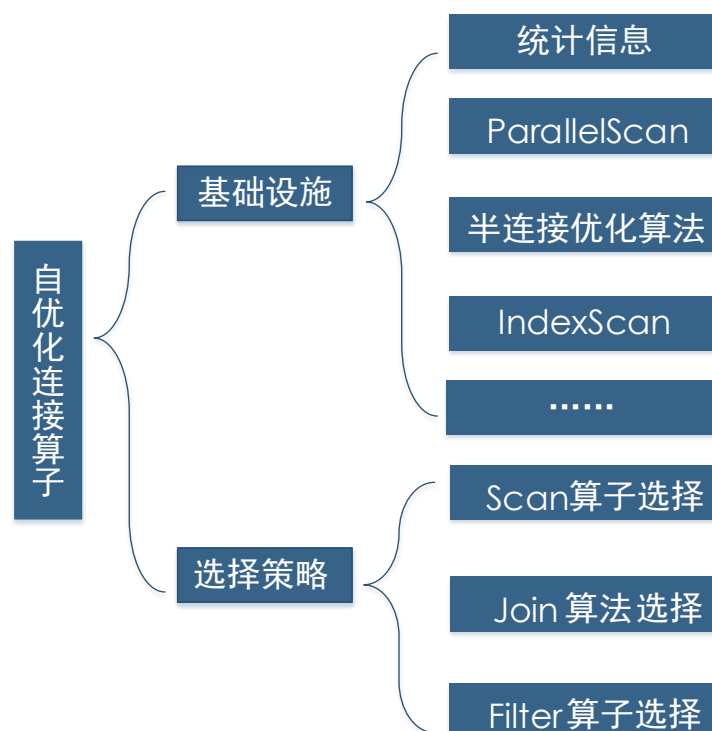 自优化连接算子
基础设施
统计信息
ParallelScan
半连接优化算法
IndexScan
······
选择策略
Scan算子选择
Join 算法选择
Filter算子选择